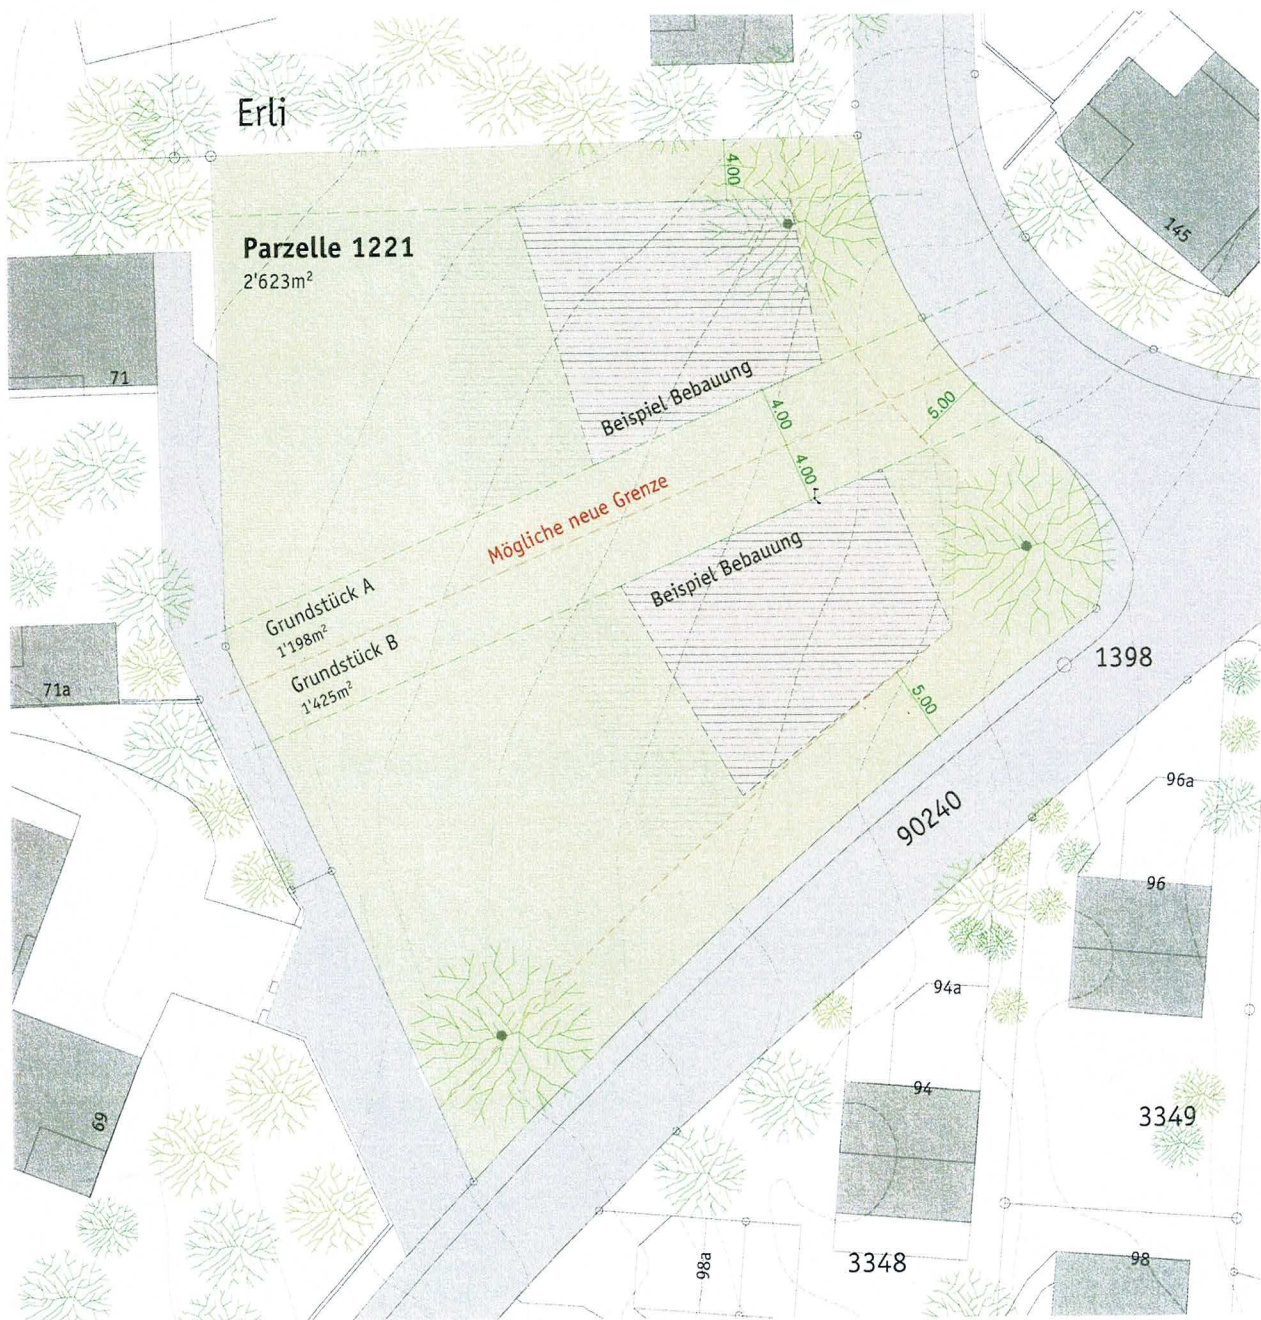 Erli
4.00
145
Parzelle 1221
2'623m²
71
Beispiel Bebauung
4.00
5.00
4.00
Mögliche neue Grenze
Beispiel Bebauung
Grundstück A
1'198m²
Grundstück B
1'425m²
71a
1398
5.00
96a
90240
96
94a
94
69
3349
98a
3348
98